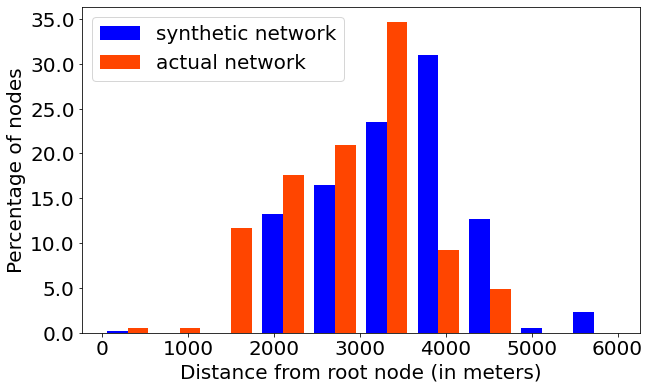 synthetic network
actual network
Percentage of nodes
35.0
30.0
25.0
20.0
15.0
10.0
5.0
0.0
0 1000 2000 3000 4000 5000 6000
Distance from root node (in meters)